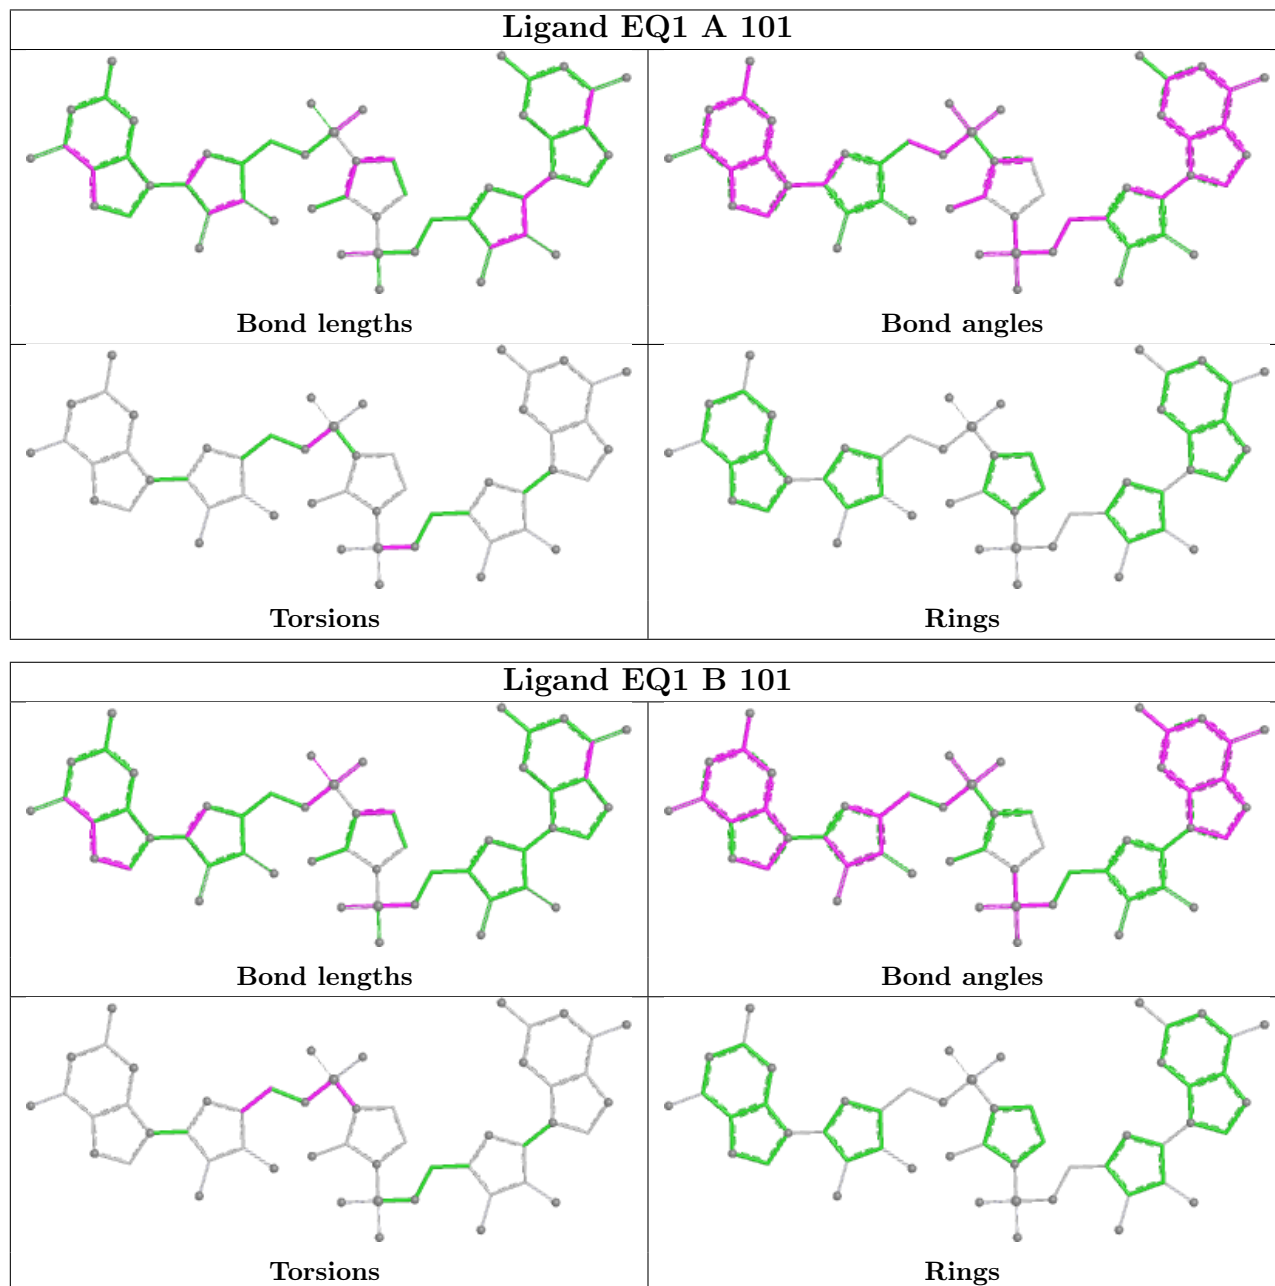 Ligand EQ1 A 101
Bond lengths
Bond angles
Torsions
Rings
Ligand EQ1 B 101
Bond lengths
Bond angles
Torsions
Rings